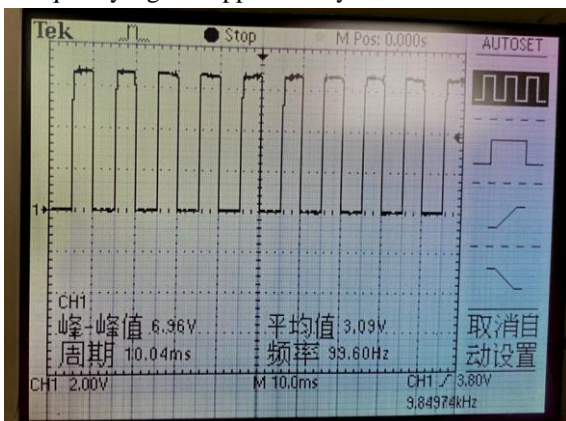 Tek Stop M Pos: 0.000s AUTOSET
1
CH1
峰-峰值 6.96V 平均值 3.09V
周期 10.04ms 频率 99.60Hz
取消自
动设置
CH1 2.00V M 10.0ms CH1 3.80V
9.84974kHz